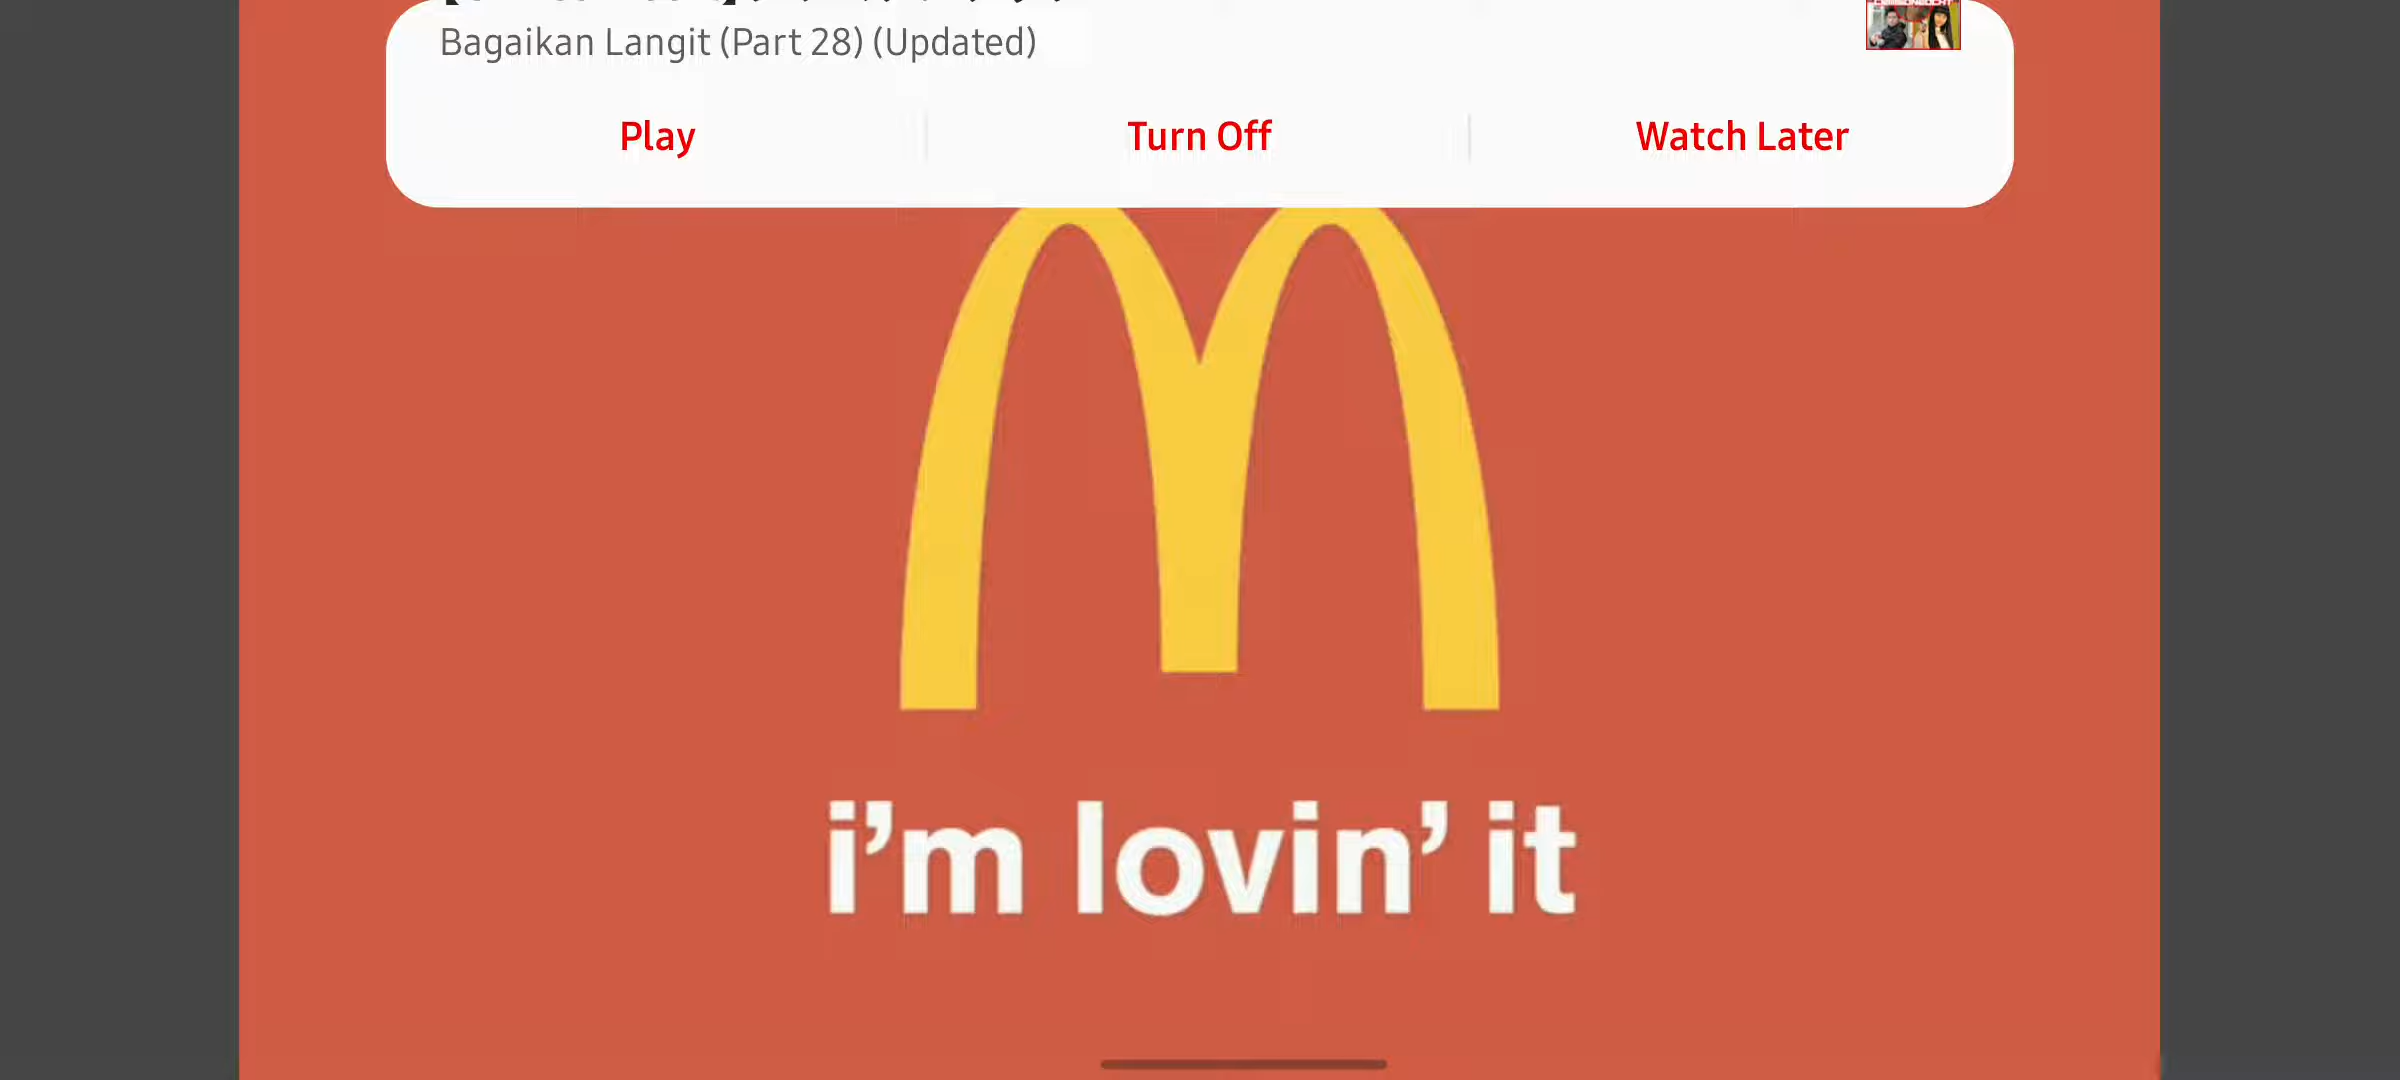 Bagaikan Langit (Part 28) (Updated)
Play
Turn Off
Watch Later
i'm lovin' it